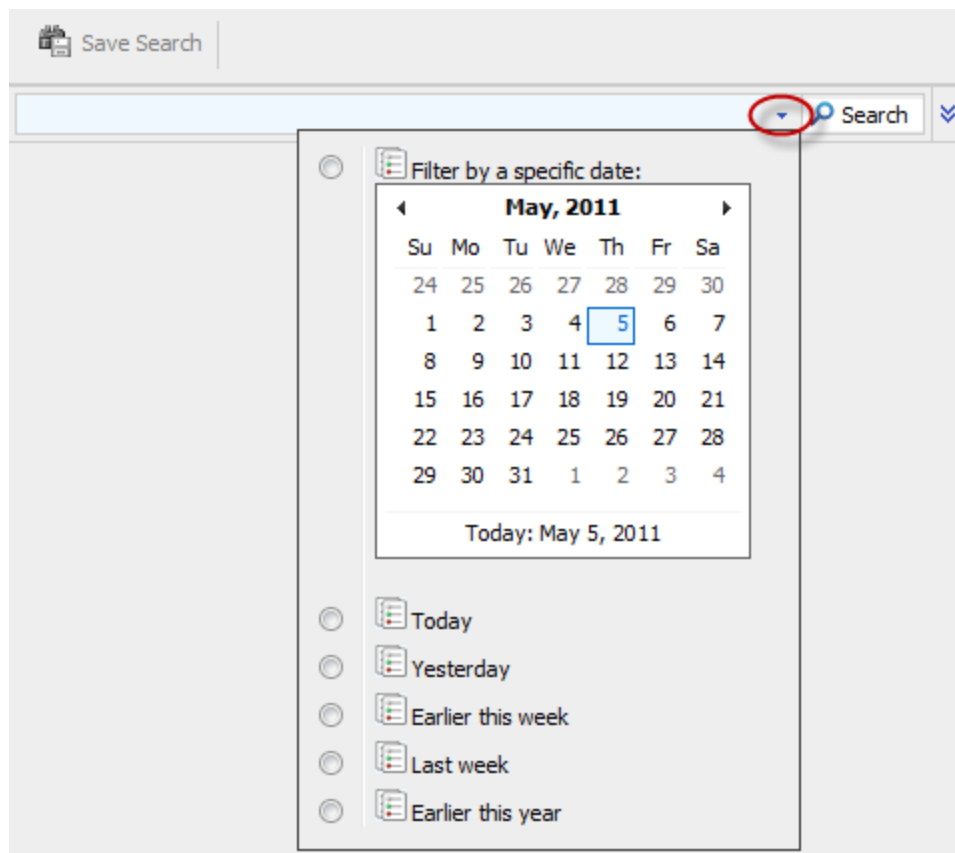 Save Search
Search
Filter by a specific date:
May, 2011
Su Mo Tu We Th Fr Sa
24 25 26 27 28 29 30
1 2 3 4 5 6 7
8 9 10 11 12 13 14
15 16 17 18 19 20 21
22 23 24 25 26 27 28
29 30 31 1 2 3 4
Today: May 5, 2011
Today
Yesterday
Earlier this week
Last week
Earlier this year